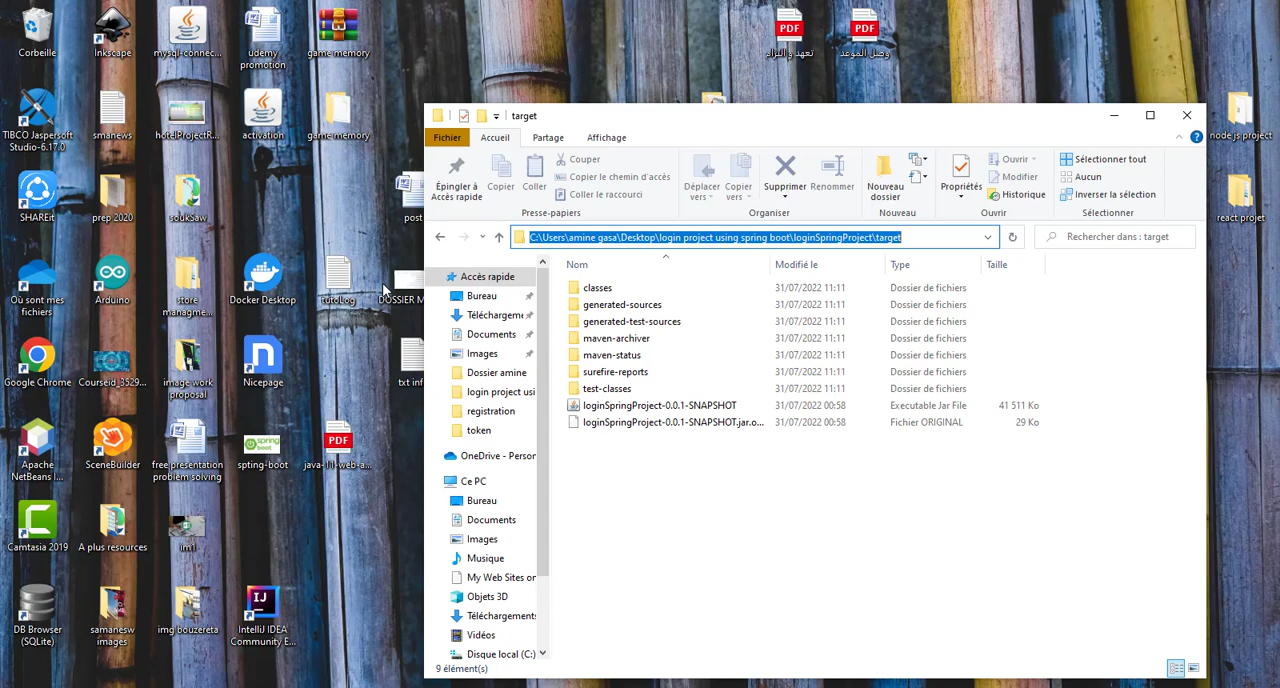 Corbeille
Inkscape
mysql-connec...
udemy
promotion
game memory
تعهد و إلتزام
وصل الموعد
TIBCO Jaspersoft
Studio-6.17.0
smanews
hotelProjectR...
activation
game memory
node js project
SHAREit
prep 2020
soukSaw
post
react projet
Où sont mes
fichiers
Arduino
store
managme...
Docker Desktop
tutoLog
DOSSIER M
Google Chrome
Courseid_3529...
image work
proposal
Nicepage
txt inf
Apache
NetBeans I...
SceneBuilder
free presentation
problem solving
spring
boot
spting-boot
PDF
java-11-web-a...
Camtasia 2019
A plus resources
im1
DB Browser
(SQLite)
samanesw
images
img bouzereta
IntelliJ IDEA
Community E...
PDF
PDF
target
Fichier
Accueil
Partage
Affichage
Épingler à
Accès rapide
Copier
Coller
Couper
Copier le chemin d'accès
Coller le raccourci
Presse-papiers
Déplacer
vers
Copier
vers
Supprimer
Renommer
Organiser
Nouveau
dossier
Nouveau
Propriétés
Ouvrir
Modifier
Historique
Ouvrir
Sélectionner tout
Aucun
Inverser la sélection
Sélectionner
C:\Users\amine gasa\Desktop\login project using spring boot\loginSpringProject\target
Rechercher dans : target
Accès rapide
Bureau
Téléchargeme
Documents
Images
Dossier amine
login project usi
registration
token
OneDrive - Person
Ce PC
Bureau
Documents
Images
Musique
My Web Sites on
Objets 3D
Téléchargements
Vidéos
Disque local (C:)
Nom Modifié le Type Taille
classes 31/07/2022 11:11 Dossier de fichiers
generated-sources 31/07/2022 11:11 Dossier de fichiers
generated-test-sources 31/07/2022 11:11 Dossier de fichiers
maven-archiver 31/07/2022 11:11 Dossier de fichiers
maven-status 31/07/2022 11:11 Dossier de fichiers
surefire-reports 31/07/2022 11:11 Dossier de fichiers
test-classes 31/07/2022 11:11 Dossier de fichiers
loginSpringProject-0.0.1-SNAPSHOT 31/07/2022 00:58 Executable Jar File 41 511 Ko
loginSpringProject-0.0.1-SNAPSHOT.jar.o... 31/07/2022 00:58 Fichier ORIGINAL 29 Ko
9 élément(s)